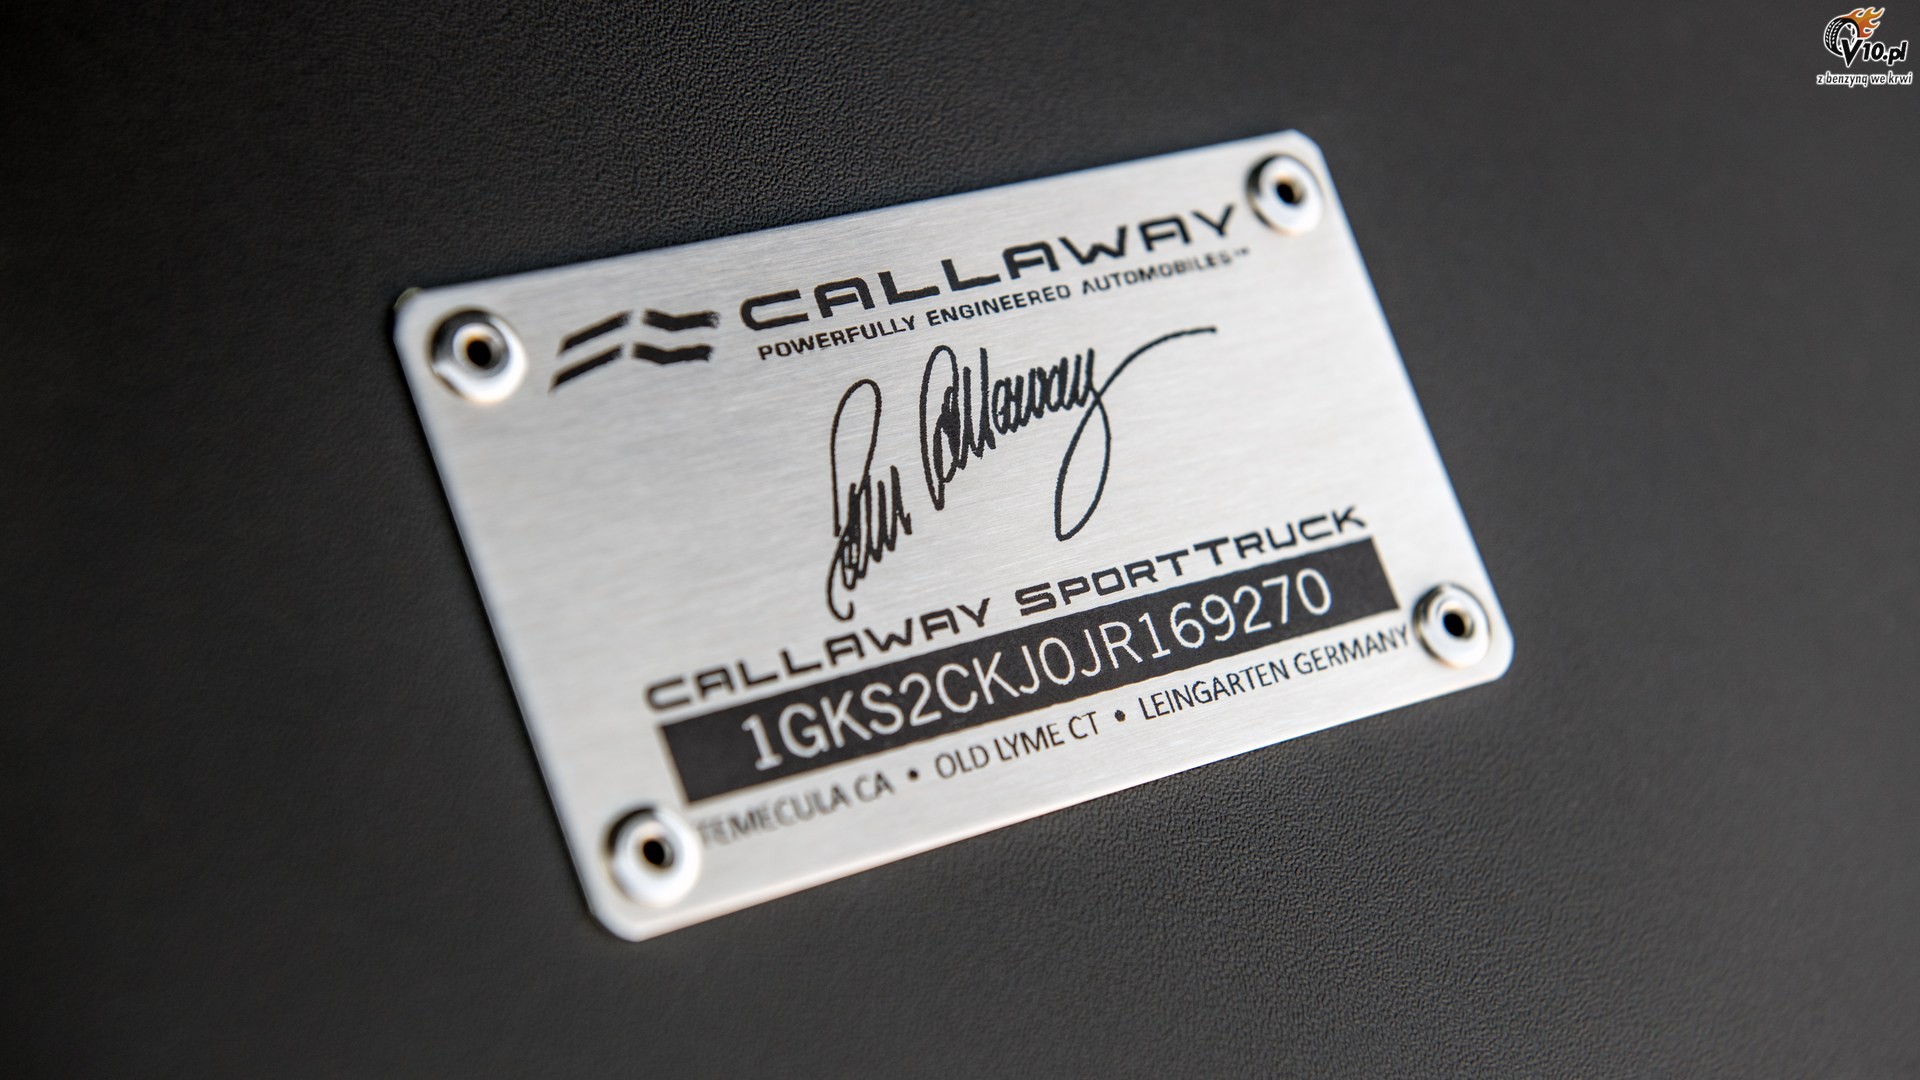 V10.pl
z benzyną we krwi
CALLAWAY
POWERFULLY ENGINEERED AUTOMOBILES™
Callaway
CALLAWAY SPORTTRUCK
1GKS2CKJ0JR169270
TEMECULA CA • OLD LYME CT • LEINGARTEN GERMANY